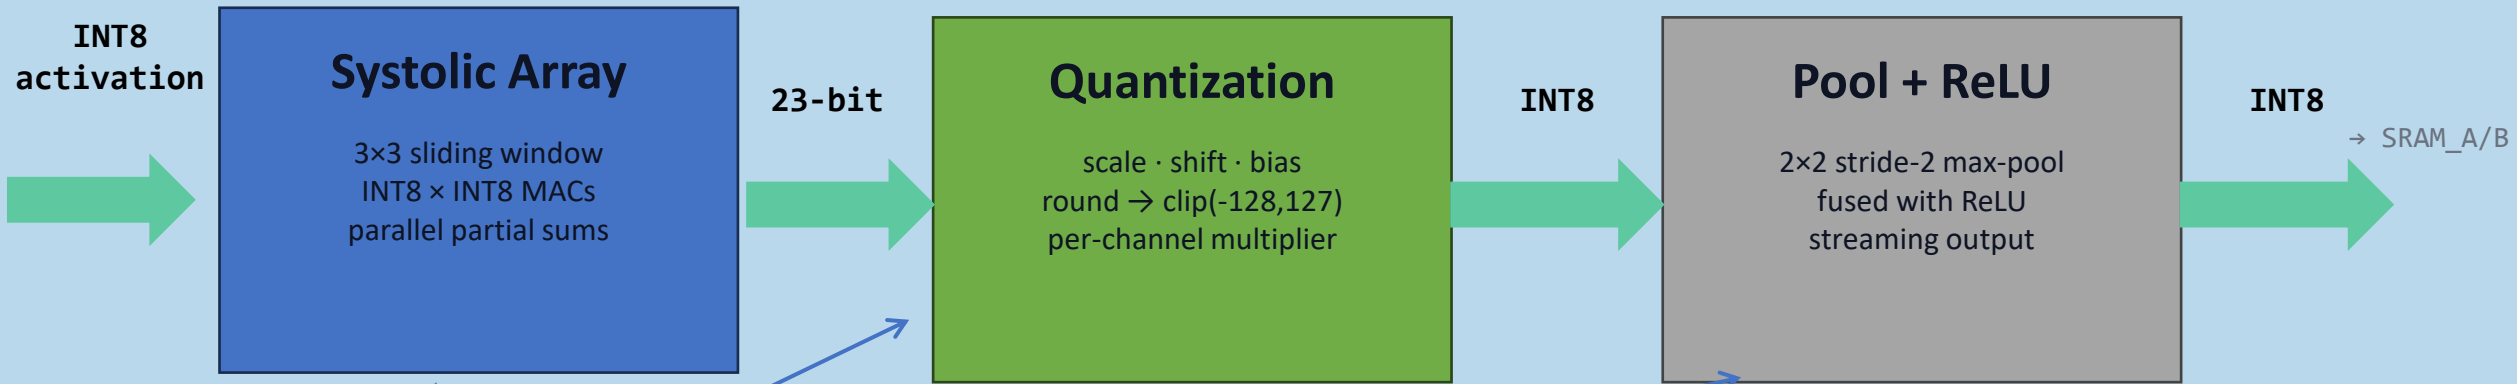 INT8
activation
Systolic Array
3×3 sliding window
INT8 × INT8 MACs
parallel partial sums
23-bit
Quantization
scale · shift · bias
round → clip(-128,127)
per-channel multiplier
INT8
Pool + ReLU
2×2 stride-2 max-pool
fused with ReLU
streaming output
INT8
→ SRAM_A/B